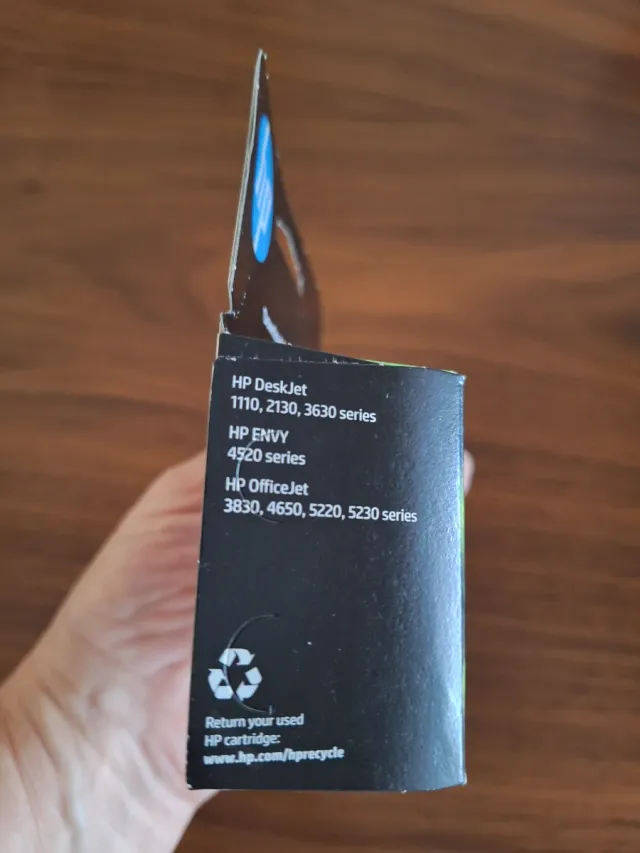 HP DeskJet
1110, 2130, 3630 series
HP ENVY
4520 series
HP OfficeJet
3830, 4650, 5220, 5230 series
Return your used
HP cartridge:
www.hp.com/hprecycle